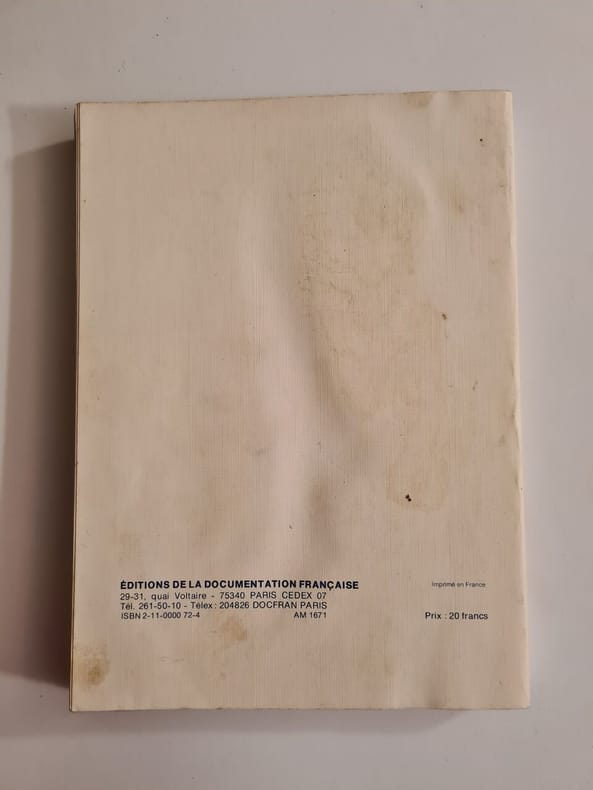 ÉDITIONS DE LA DOCUMENTATION FRANÇAISE
Imprimé en France
29-31, quai Voltaire - 75340 PARIS CEDEX 07
Tél. 261-50-10 - Télex : 204826 DOCFRAN PARIS
ISBN 2-11-0000 72-4 AM 1671
Prix : 20 francs